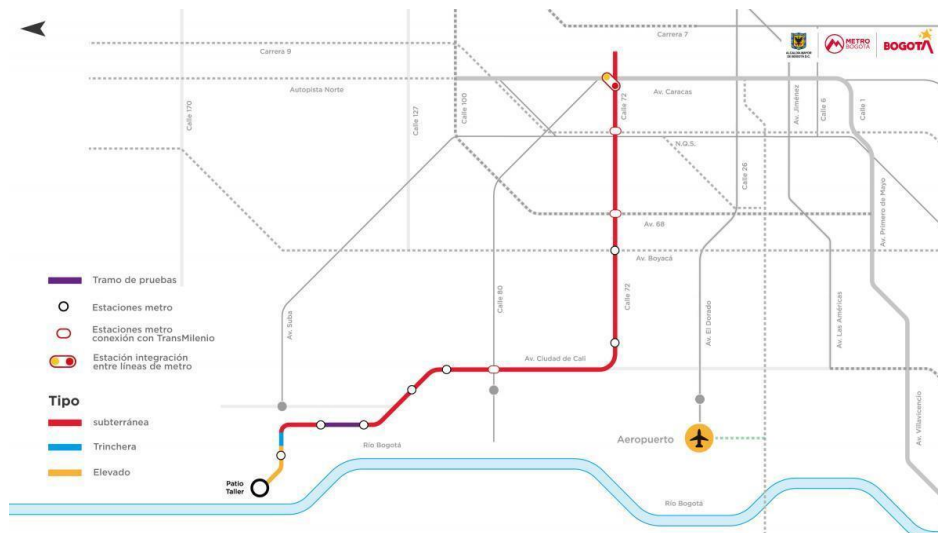 Carrera 7
ALCALDÍA MAYOR
DE BOGOTÁ D.C.
METRO
BOGOTÁ
BOGOTÁ
Carrera 9
Autopista Norte
Av. Caracas
Calle 170
Calle 127
Calle 100
Calle 72
Av. Jiménez
Calle 6
Calle 1
N.Q.S.
Calle 26
Av. Primero de Mayo
Av. 68
Av. Boyacá
Tramo de pruebas
Estaciones metro
Estaciones metro
conexión con TransMilenio
Estación integración
entre líneas de metro
Av. Suba
Calle 80
Calle 72
Av. El Dorado
Av. Las Américas
Av. Ciudad de Cali
Av. Villavicencio
Tipo
subterránea
Trinchera
Elevado
Río Bogotá
Aeropuerto
Patio
Taller
Río Bogotá